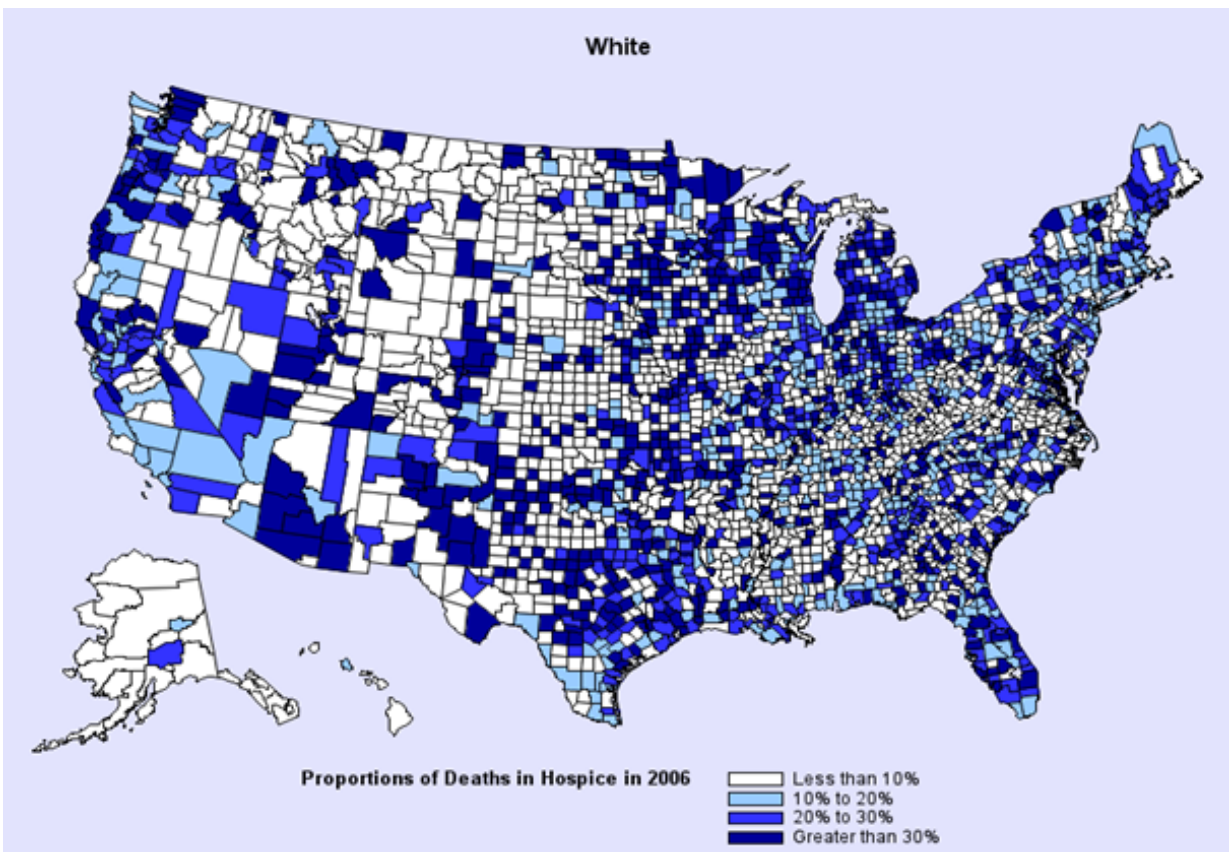 White
Proportions of Deaths in Hospice in 2006
Less than 10%
10% to 20%
20% to 30%
Greater than 30%